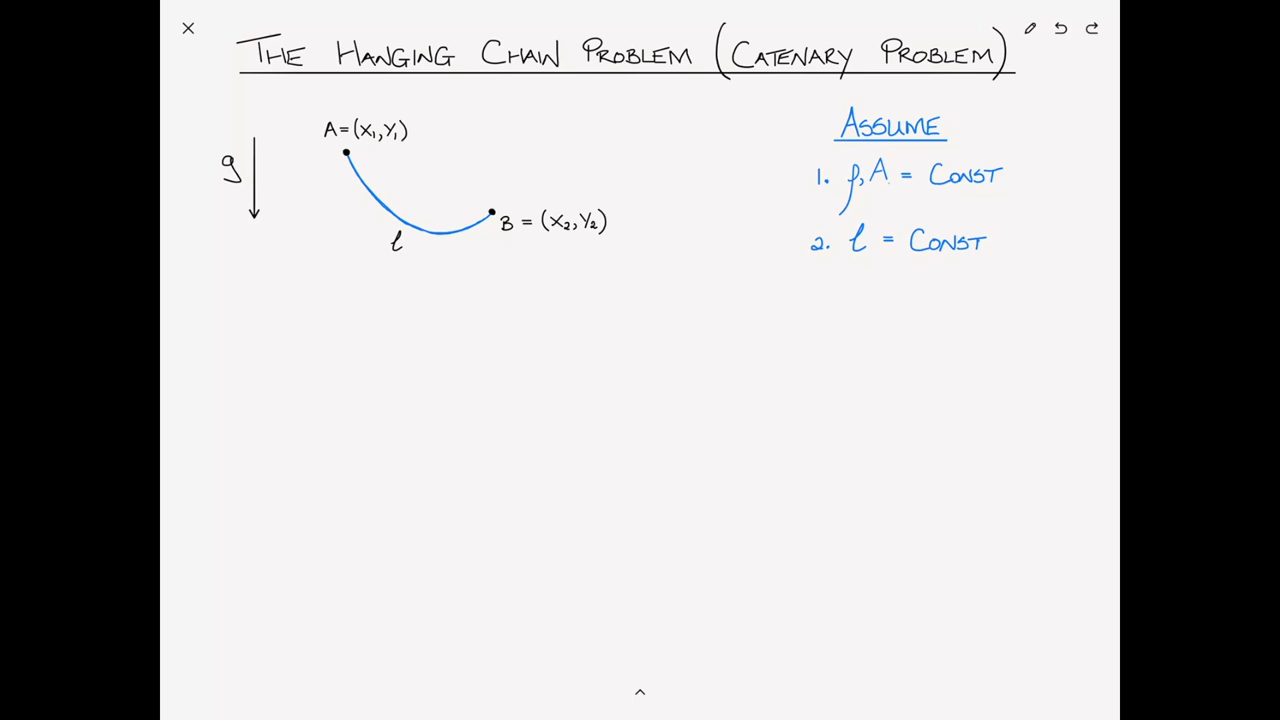 THE HANGING CHAIN PROBLEM (CATENARY PROBLEM)
A=(x₁,y₁)
g
B = (x₂,y₂)
l
ASSUME
1. ρ, A = CONST
2. l = CONST